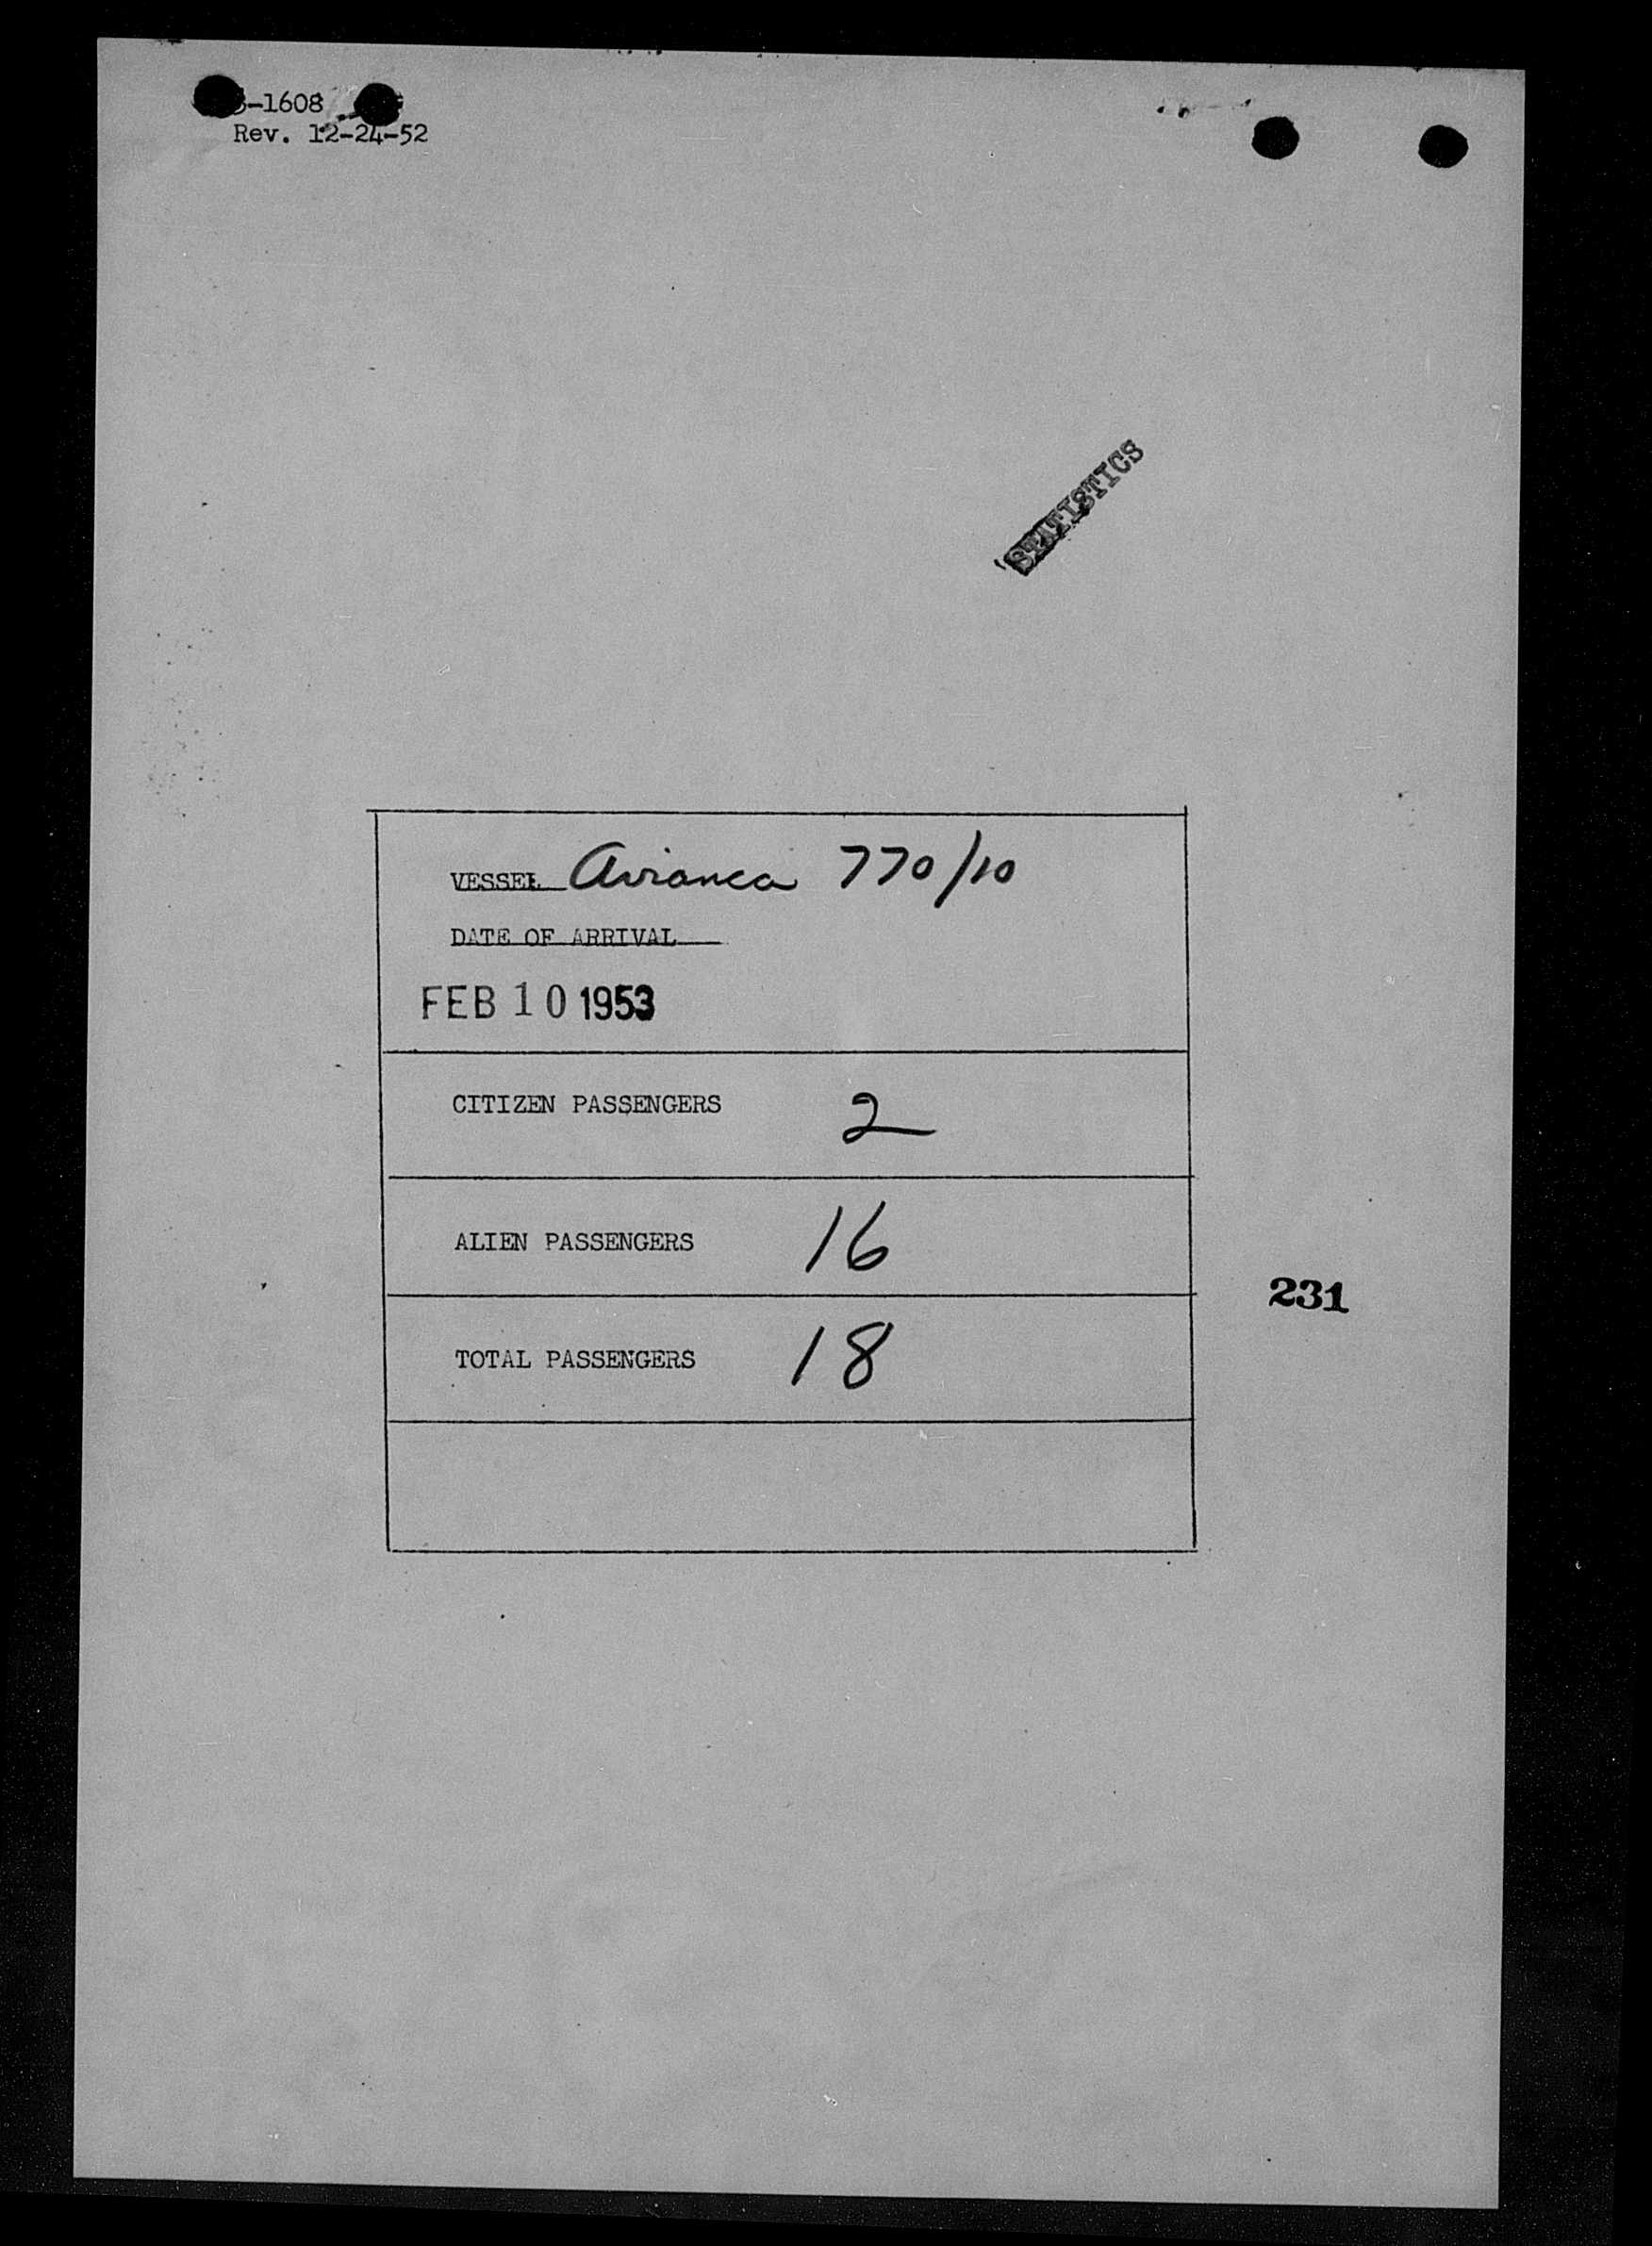 -1608
Rev. 12-24-52
STATISTICS
VESSEL Avianca 770/10
DATE OF ARRIVAL
FEB 10 1953
CITIZEN PASSENGERS 2
ALIEN PASSENGERS 16
231
TOTAL PASSENGERS 18